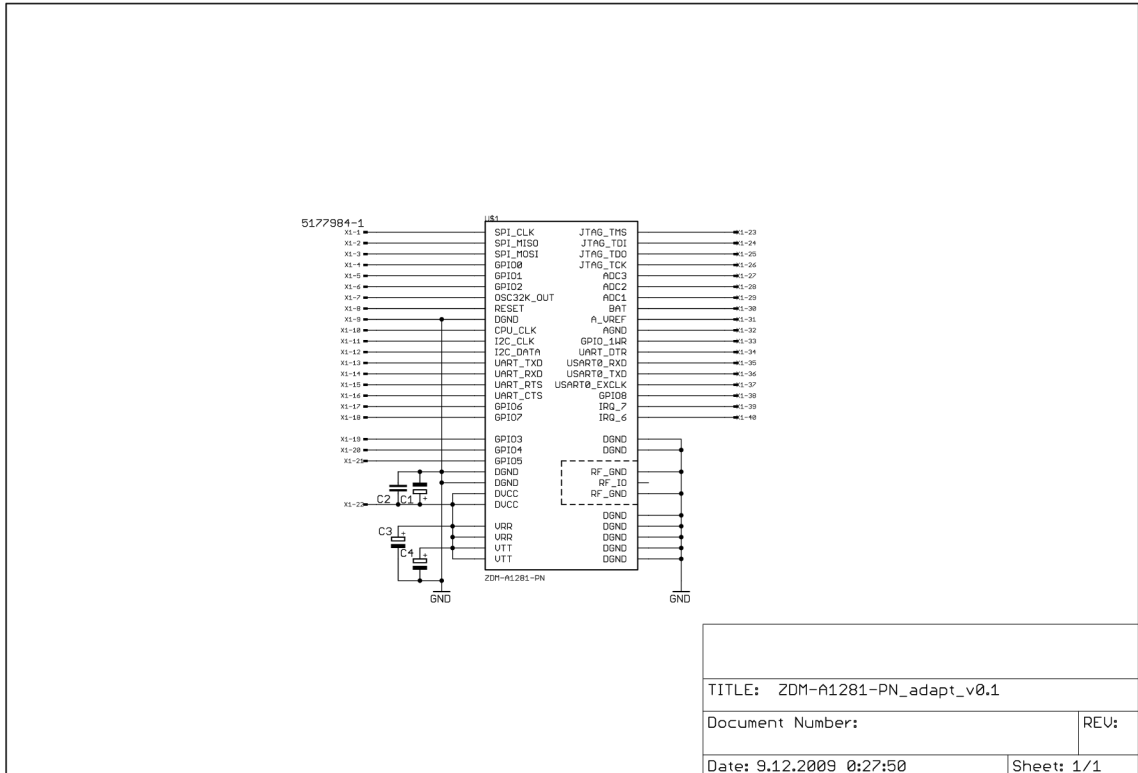 5177984-1
U$1
X1-1 SPI_CLK JTAG_TMS X1-23
X1-2 SPI_MISO JTAG_TDI X1-24
X1-3 SPI_MOSI JTAG_TDO X1-25
X1-4 GPIO0 JTAG_TCK X1-26
X1-5 GPIO1 ADC3 X1-27
X1-6 GPIO2 ADC2 X1-28
X1-7 OSC32K_OUT ADC1 X1-29
X1-8 RESET BAT X1-30
X1-9 DGND A_VREF X1-31
X1-10 CPU_CLK AGND X1-32
X1-11 I2C_CLK GPIO_1WR X1-33
X1-12 I2C_DATA UART_DTR X1-34
X1-13 UART_TXD USART0_RXD X1-35
X1-14 UART_RXD USART0_TXD X1-36
X1-15 UART_RTS USART0_EXCLK X1-37
X1-16 UART_CTS GPIO8 X1-38
X1-17 GPIO6 IRQ_7 X1-39
X1-18 GPIO7 IRQ_6 X1-40
X1-19 GPIO3 DGND
X1-20 GPIO4 DGND
X1-21 GPIO5
DGND RF_GND
DGND RF_IO
DVCC RF_GND
C2 C1 +
X1-22 DVCC
DGND
VRR DGND
C3 +
VRR DGND
VTT DGND
C4 +
VTT DGND
ZDM-A1281-PN
GND GND
TITLE: ZDM-A1281-PN_adapt_v0.1
Document Number: REV:
Date: 9.12.2009 0:27:50 Sheet: 1/1